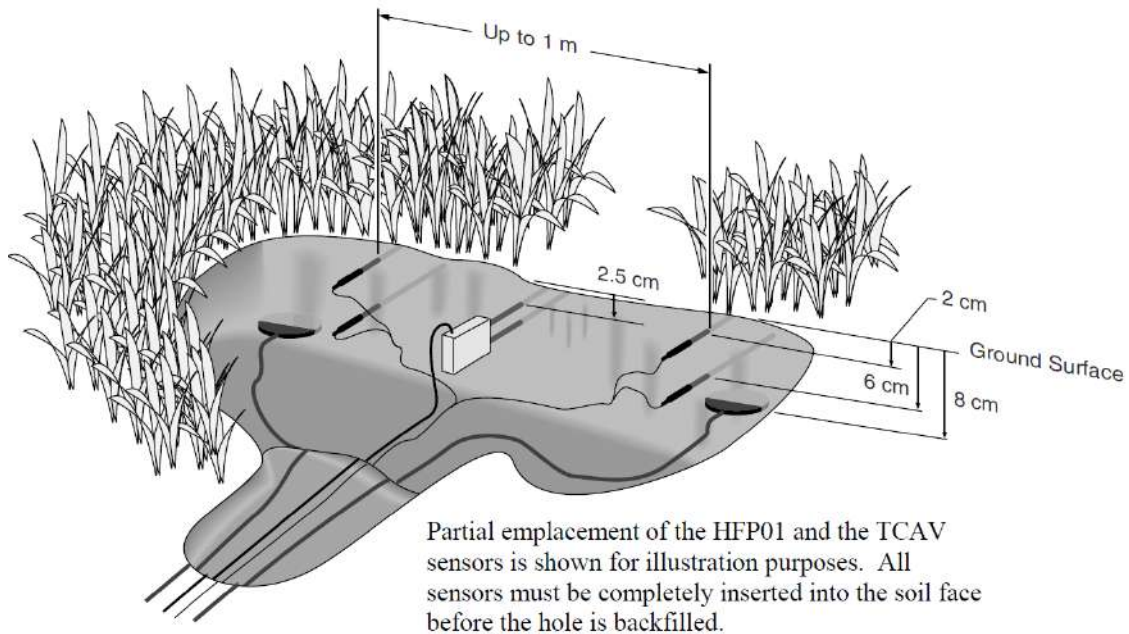 Up to 1 m
2.5 cm
2 cm
Ground Surface
6 cm
8 cm
Partial emplacement of the HFP01 and the TCAV
sensors is shown for illustration purposes.  All
sensors must be completely inserted into the soil face
before the hole is backfilled.